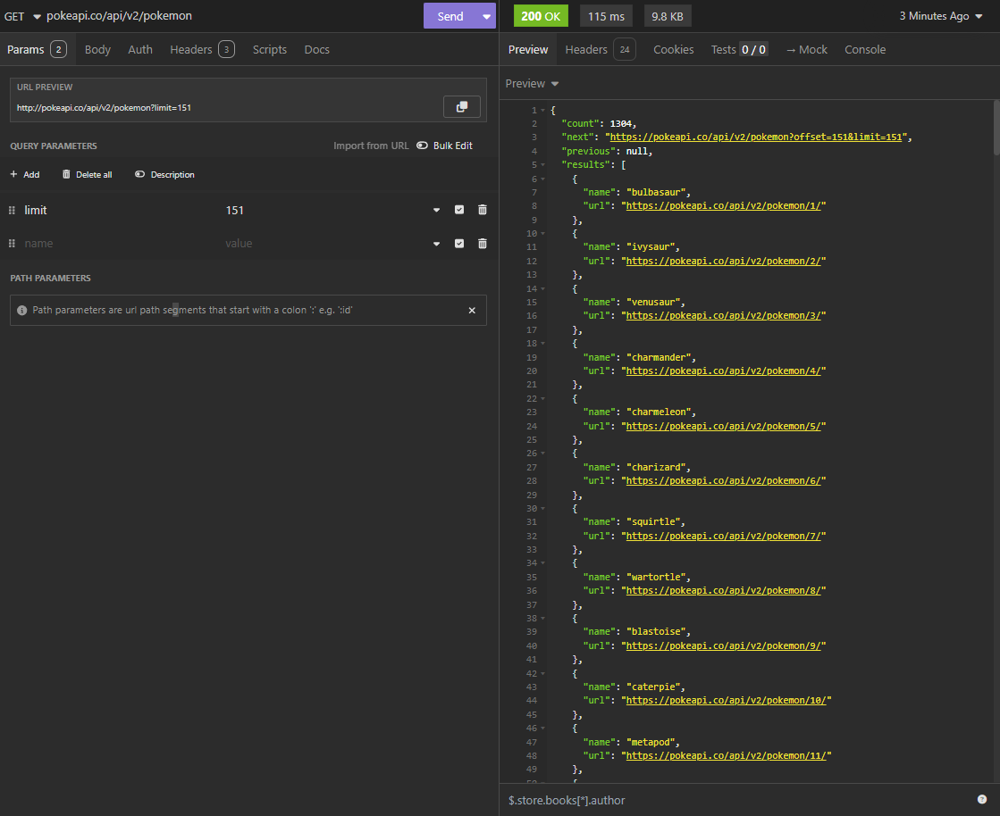 GET pokeapi.co/api/v2/pokemon Send
200 OK 115 ms 9.8 KB 3 Minutes Ago
Params 2 Body Auth Headers 3 Scripts Docs
Preview Headers 24 Cookies Tests 0 / 0 → Mock Console
URL PREVIEW
http://pokeapi.co/api/v2/pokemon?limit=151
QUERY PARAMETERS Import from URL Bulk Edit
+ Add Delete all Description
limit 151
name value
PATH PARAMETERS
Path parameters are url path segments that start with a colon ':' e.g. ':id'
Preview
1 {
2 "count": 1304,
3 "next": "https://pokeapi.co/api/v2/pokemon?offset=151&limit=151",
4 "previous": null,
5 "results": [
6 {
7 "name": "bulbasaur",
8 "url": "https://pokeapi.co/api/v2/pokemon/1/"
9 },
10 {
11 "name": "ivysaur",
12 "url": "https://pokeapi.co/api/v2/pokemon/2/"
13 },
14 {
15 "name": "venusaur",
16 "url": "https://pokeapi.co/api/v2/pokemon/3/"
17 },
18 {
19 "name": "charmander",
20 "url": "https://pokeapi.co/api/v2/pokemon/4/"
21 },
22 {
23 "name": "charmeleon",
24 "url": "https://pokeapi.co/api/v2/pokemon/5/"
25 },
26 {
27 "name": "charizard",
28 "url": "https://pokeapi.co/api/v2/pokemon/6/"
29 },
30 {
31 "name": "squirtle",
32 "url": "https://pokeapi.co/api/v2/pokemon/7/"
33 },
34 {
35 "name": "wartortle",
36 "url": "https://pokeapi.co/api/v2/pokemon/8/"
37 },
38 {
39 "name": "blastoise",
40 "url": "https://pokeapi.co/api/v2/pokemon/9/"
41 },
42 {
43 "name": "caterpie",
44 "url": "https://pokeapi.co/api/v2/pokemon/10/"
45 },
46 {
47 "name": "metapod",
48 "url": "https://pokeapi.co/api/v2/pokemon/11/"
49 },
50 {
$.store.books[*].author